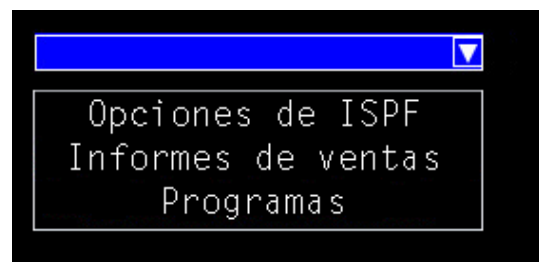 Opciones de ISPF
Informes de ventas
Programas